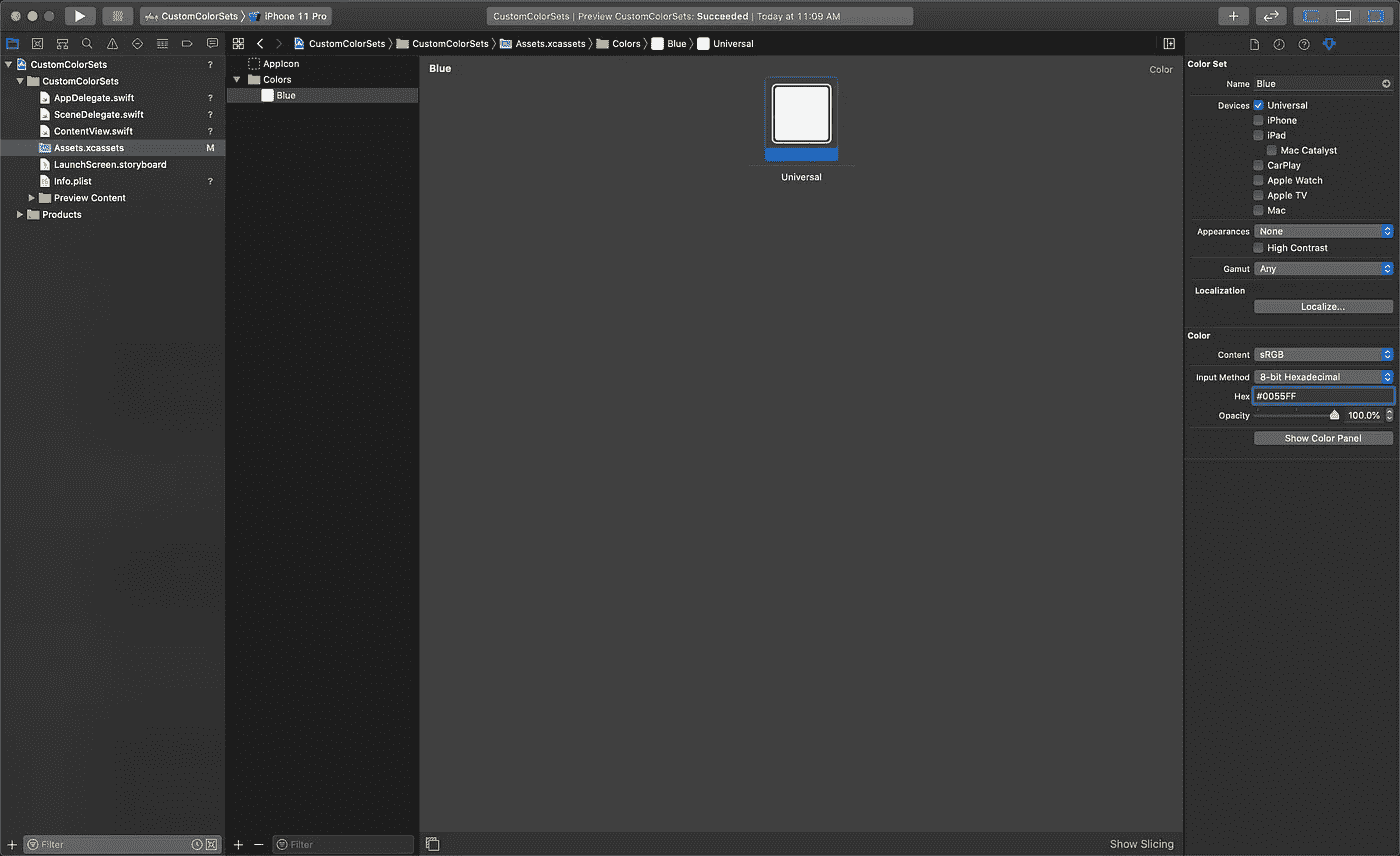 CustomColorSets 〉 iPhone 11 Pro
CustomColorSets | Preview CustomColorSets: Succeeded | Today at 11:09 AM
CustomColorSets 〉 CustomColorSets 〉 Assets.xcassets 〉 Colors 〉 Blue 〉 Universal
CustomColorSets ?
CustomColorSets
AppDelegate.swift ?
SceneDelegate.swift ?
ContentView.swift ?
Assets.xcassets M
LaunchScreen.storyboard
Info.plist ?
Preview Content
Products
Filter
AppIcon
Colors
Blue
Filter
Blue
Color
Universal
Show Slicing
Color Set
Name Blue
Devices Universal
iPhone
iPad
Mac Catalyst
CarPlay
Apple Watch
Apple TV
Mac
Appearances None
High Contrast
Gamut Any
Localization
Localize...
Color
Content sRGB
Input Method 8-bit Hexadecimal
Hex #0055FF
Opacity 100.0%
Show Color Panel